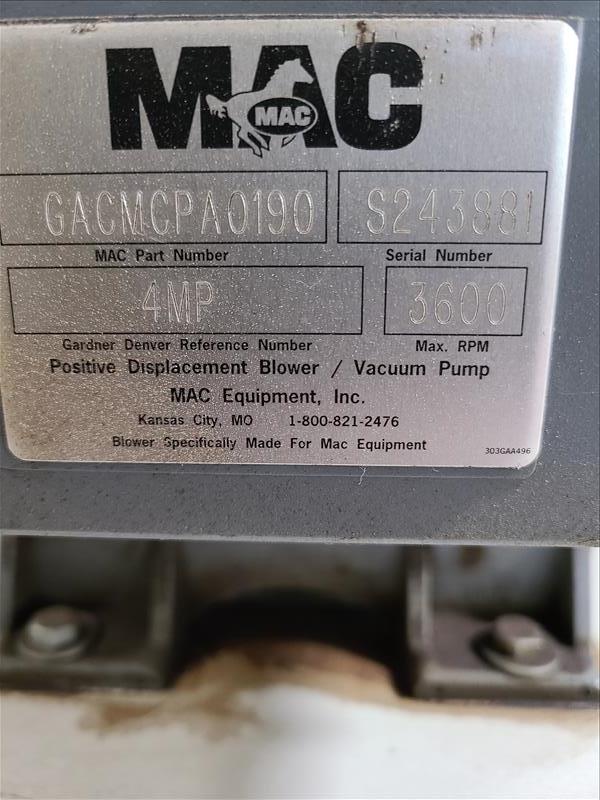 MAC
MAC
GACMCPA0190 S243881
MAC Part Number Serial Number
4MP 3600
Gardner Denver Reference Number Max. RPM
Positive Displacement Blower / Vacuum Pump
MAC Equipment, Inc.
Kansas City, MO 1-800-821-2476
Blower Specifically Made For Mac Equipment
303GAA496